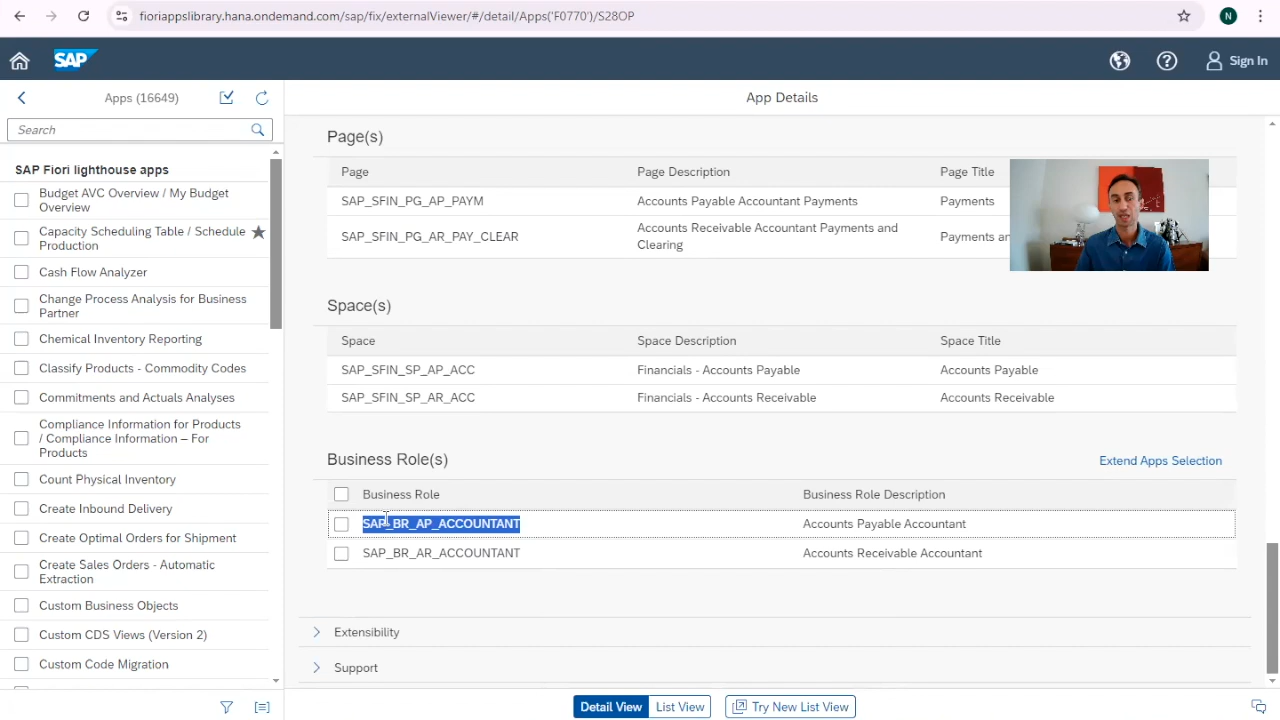 fioriappslibrary.hana.ondemand.com/sap/fix/externalViewer/#/detail/Apps('F0770')/S28OP
N
SAP
Sign In
Apps (16649)
Search
SAP Fiori lighthouse apps
Budget AVC Overview / My Budget
Overview
Capacity Scheduling Table / Schedule
Production
Cash Flow Analyzer
Change Process Analysis for Business
Partner
Chemical Inventory Reporting
Classify Products - Commodity Codes
Commitments and Actuals Analyses
Compliance Information for Products
/ Compliance Information – For
Products
Count Physical Inventory
Create Inbound Delivery
Create Optimal Orders for Shipment
Create Sales Orders - Automatic
Extraction
Custom Business Objects
Custom CDS Views (Version 2)
Custom Code Migration
App Details
Page(s)
Page Page Description Page Title
SAP_SFIN_PG_AP_PAYM Accounts Payable Accountant Payments Payments
SAP_SFIN_PG_AR_PAY_CLEAR Accounts Receivable Accountant Payments and Clearing Payments
Space(s)
Space Space Description Space Title
SAP_SFIN_SP_AP_ACC Financials - Accounts Payable Accounts Payable
SAP_SFIN_SP_AR_ACC Financials - Accounts Receivable Accounts Receivable
Business Role(s) Extend Apps Selection
Business Role Business Role Description
SAP_BR_AP_ACCOUNTANT Accounts Payable Accountant
SAP_BR_AR_ACCOUNTANT Accounts Receivable Accountant
Extensibility
Support
Detail View List View Try New List View